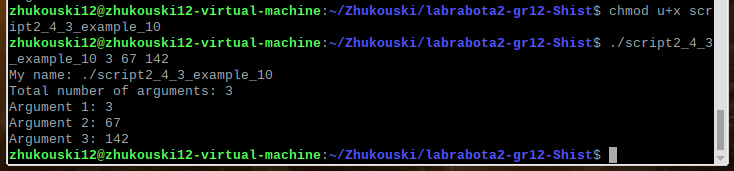 zhukouski12@zhukouski12-virtual-machine:~/Zhukouski/labrabota2-gr12-Shist$ chmod u+x scr
ipt2_4_3_example_10
zhukouski12@zhukouski12-virtual-machine:~/Zhukouski/labrabota2-gr12-Shist$ ./script2_4_3
_example_10 3 67 142
My name: ./script2_4_3_example_10
Total number of arguments: 3
Argument 1: 3
Argument 2: 67
Argument 3: 142
zhukouski12@zhukouski12-virtual-machine:~/Zhukouski/labrabota2-gr12-Shist$